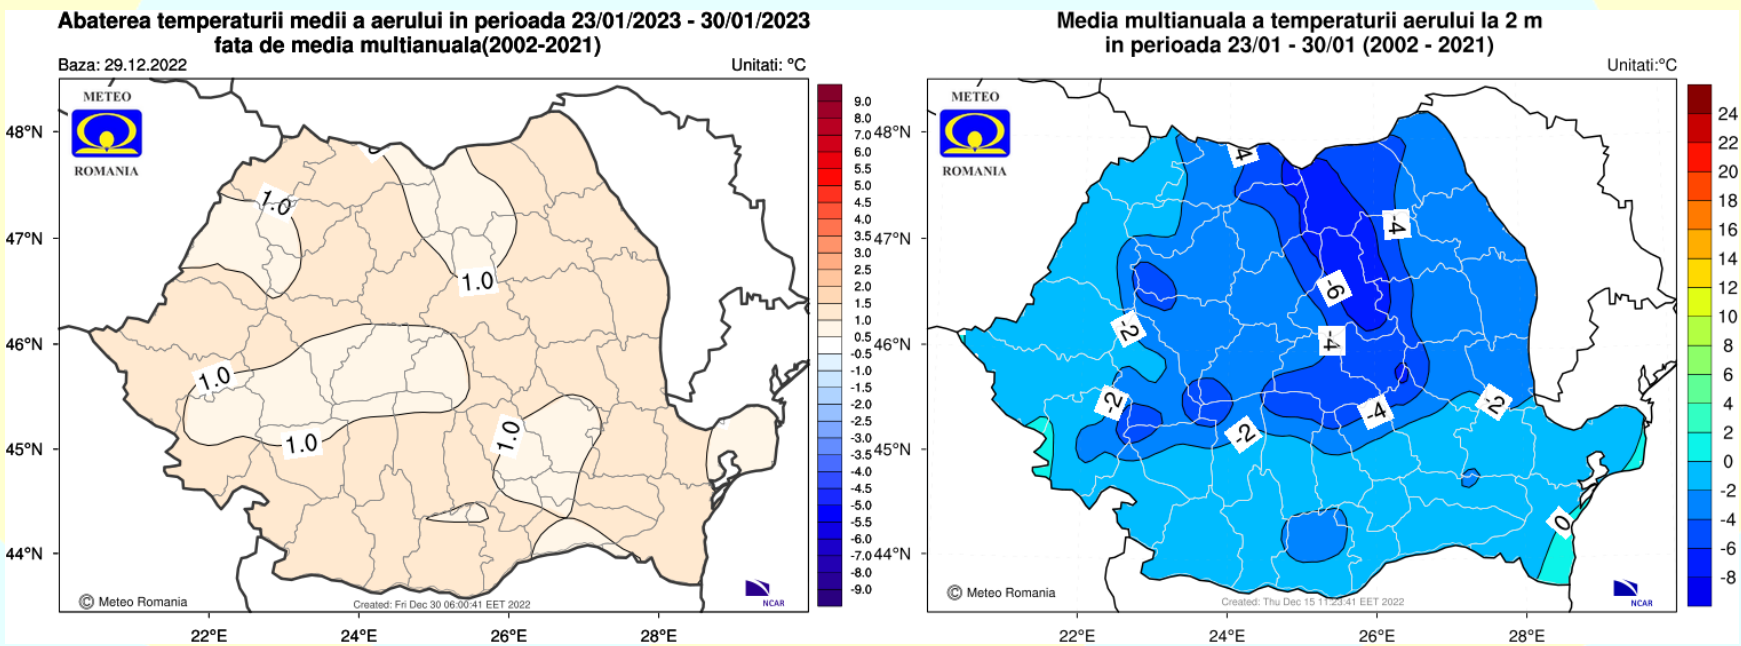 Abaterea temperaturii medii a aerului in perioada 23/01/2023 - 30/01/2023
fata de media multianuala(2002-2021)
Baza: 29.12.2022
Unitati: °C
METEO
ROMANIA
48°N
47°N
46°N
45°N
44°N
1.0
1.0
1.0
1.0
1.0
© Meteo Romania
Created: Fri Dec 30 06:00:41 EET 2022
NCAR
22°E
24°E
26°E
28°E
9.0
8.0
7.0
6.0
5.5
5.0
4.5
4.0
3.5
3.0
2.5
2.0
1.5
1.0
0.5
-0.5
-1.0
-1.5
-2.0
-2.5
-3.0
-3.5
-4.0
-4.5
-5.0
-5.5
-6.0
-7.0
-8.0
-9.0
Media multianuala a temperaturii aerului la 2 m
in perioada 23/01 - 30/01 (2002 - 2021)
Unitati:°C
METEO
ROMANIA
48°N
47°N
46°N
45°N
44°N
4
-4
-6
-2
-4
-2
-4
-2
-2
0
© Meteo Romania
Created: Thu Dec 15 11:23:41 EET 2022
NCAR
22°E
24°E
26°E
28°E
24
22
20
18
16
14
12
10
8
6
4
2
0
-2
-4
-6
-8